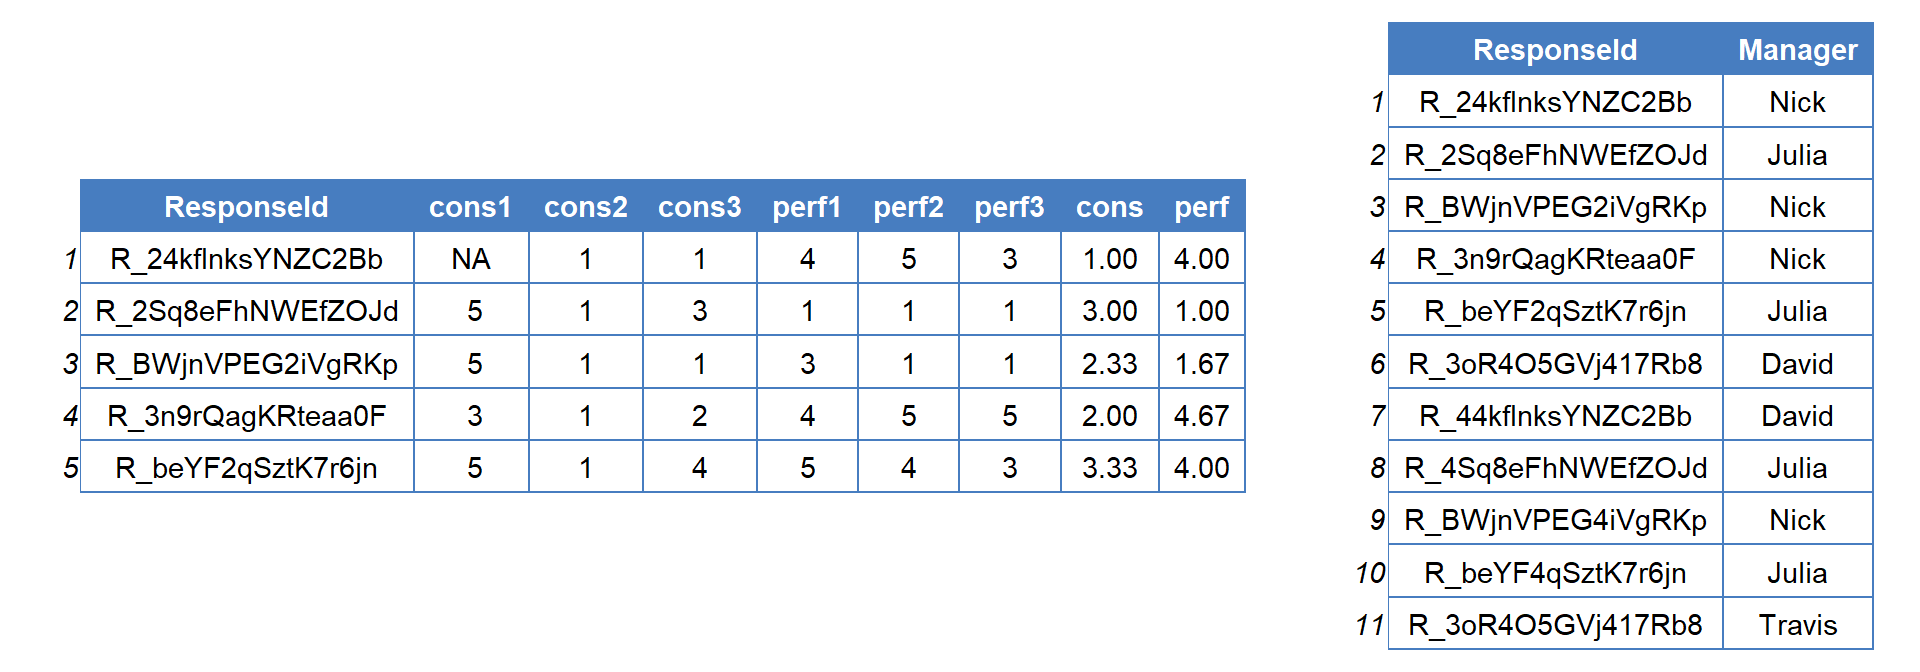 ResponseId cons1 cons2 cons3 perf1 perf2 perf3 cons perf
1 R_24kflnksYNZC2Bb NA 1 1 4 5 3 1.00 4.00
2 R_2Sq8eFhNWEfZOJd 5 1 3 1 1 1 3.00 1.00
3 R_BWjnVPEG2iVgRKp 5 1 1 3 1 1 2.33 1.67
4 R_3n9rQagKRteaa0F 3 1 2 4 5 5 2.00 4.67
5 R_beYF2qSztK7r6jn 5 1 4 5 4 3 3.33 4.00
ResponseId Manager
1 R_24kflnksYNZC2Bb Nick
2 R_2Sq8eFhNWEfZOJd Julia
3 R_BWjnVPEG2iVgRKp Nick
4 R_3n9rQagKRteaa0F Nick
5 R_beYF2qSztK7r6jn Julia
6 R_3oR4O5GVj417Rb8 David
7 R_44kflnksYNZC2Bb David
8 R_4Sq8eFhNWEfZOJd Julia
9 R_BWjnVPEG4iVgRKp Nick
10 R_beYF4qSztK7r6jn Julia
11 R_3oR4O5GVj417Rb8 Travis